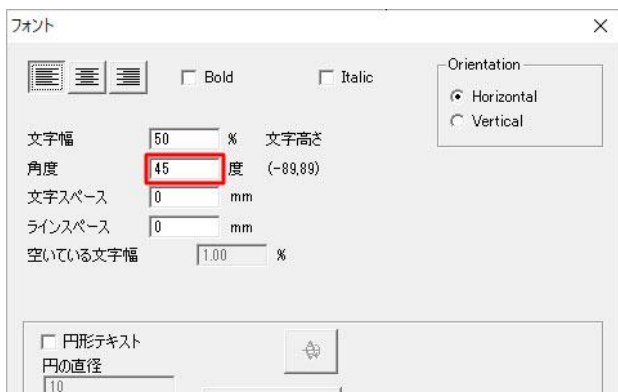 フォント
Bold
Italic
Orientation
Horizontal
Vertical
文字幅 50 % 文字高さ
角度 45 度 (-89,89)
文字スペース 0 mm
ラインスペース 0 mm
空いている文字幅 1.00 %
円形テキスト
円の直径
10